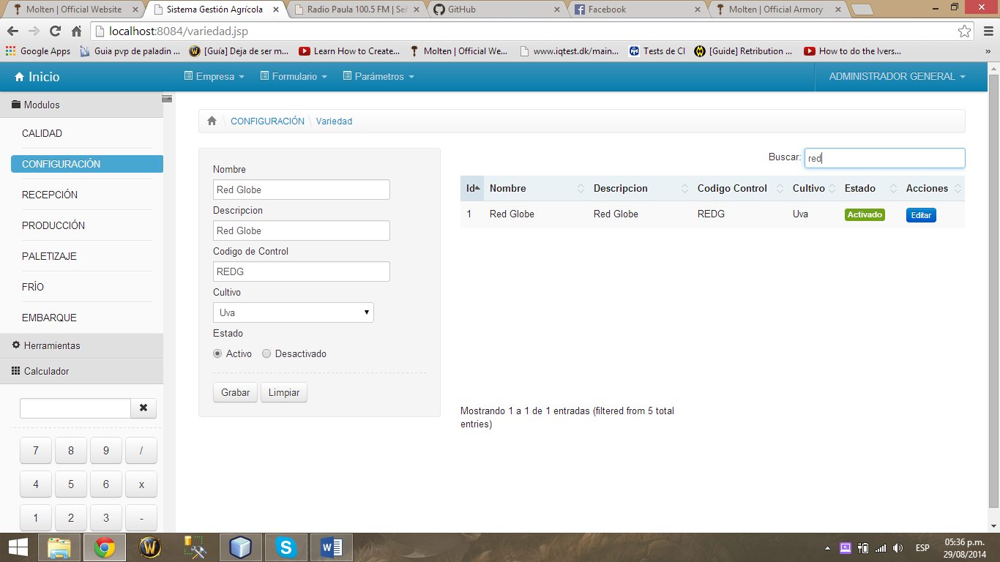 Molten | Official Website
Sistema Gestión Agrícola
Radio Paula 100.5 FM | Señ
GitHub
Facebook
Molten | Official Armory
localhost:8084/variedad.jsp
Google Apps
Guia pvp de paladin ...
[Guía] Deja de ser m...
Learn How to Create...
Molten | Official We...
www.iqtest.dk/main...
Tests de CI
[Guide] Retribution ...
How to do the Ivers...
»
Inicio
Empresa
Formulario
Parámetros
ADMINISTRADOR GENERAL
Modulos
CALIDAD
CONFIGURACIÓN
RECEPCIÓN
PRODUCCIÓN
PALETIZAJE
FRÍO
EMBARQUE
Herramientas
Calculador
7 8 9 /
4 5 6 x
1 2 3 -
CONFIGURACIÓN \ Variedad
Nombre
Red Globe
Descripcion
Red Globe
Codigo de Control
REDG
Cultivo
Uva
Estado
Activo Desactivado
Grabar Limpiar
Buscar: red
Id Nombre Descripcion Codigo Control Cultivo Estado Acciones
1 Red Globe Red Globe REDG Uva Activado Editar
Mostrando 1 a 1 de 1 entradas (filtered from 5 total
entries)
ESP
05:36 p.m.
29/08/2014